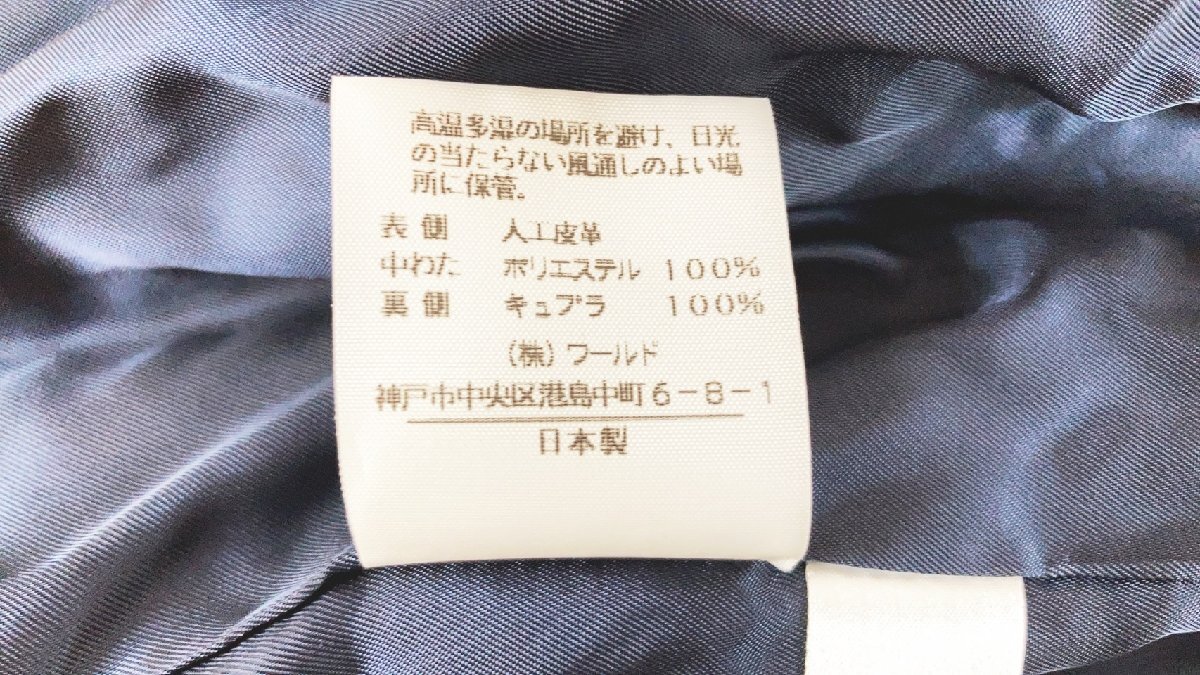 高温多湿の場所を避け、日光
の当たらない風通しのよい場
所に保管。
表側 人工皮革
中わた ポリエステル 100%
裏側 キュプラ 100%
(株)ワールド
神戸市中央区港島中町6-8-1
日本製